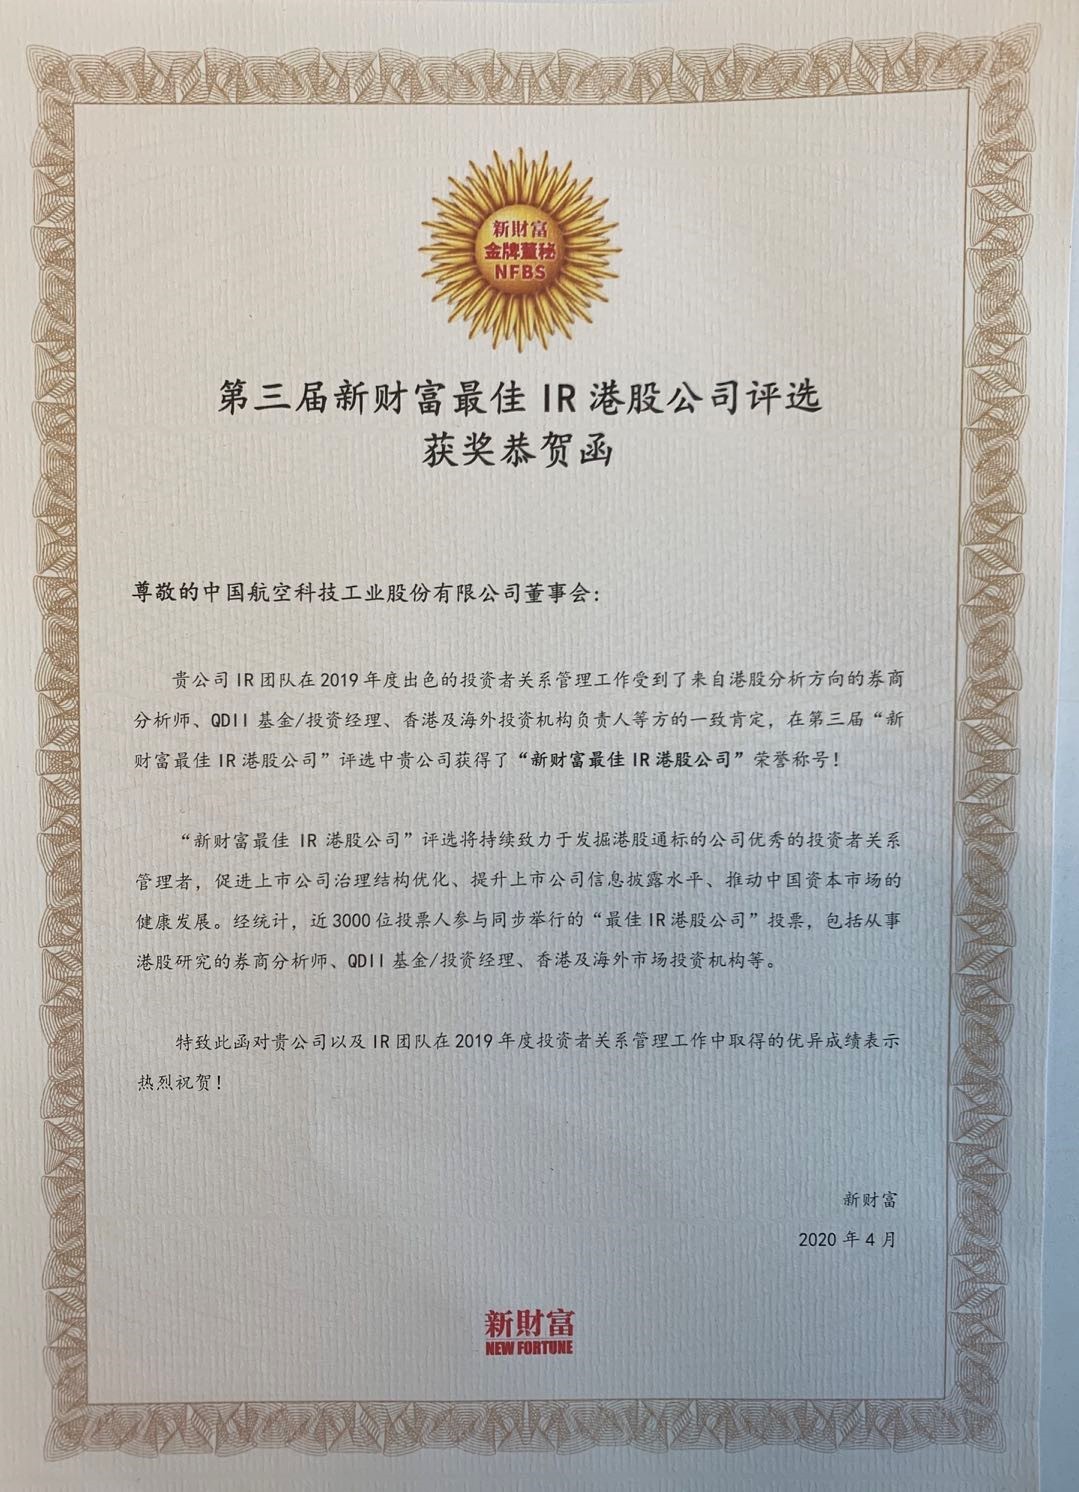 新財富
金牌董秘
NFBS
第三届新财富最佳 IR 港股公司评选
获奖恭贺函
尊敬的中国航空科技工业股份有限公司董事会：
贵公司 IR 团队在 2019 年度出色的投资者关系管理工作受到了来自港股分析方向的券商
分析师、QDII 基金/投资经理、香港及海外投资机构负责人等方的一致肯定，在第三届“新
财富最佳 IR 港股公司”评选中贵公司获得了“新财富最佳 IR 港股公司”荣誉称号！
“新财富最佳 IR 港股公司”评选将持续致力于发掘港股通标的公司优秀的投资者关系
管理者，促进上市公司治理结构优化、提升上市公司信息披露水平、推动中国资本市场的
健康发展。经统计，近 3000 位投票人参与同步举行的“最佳 IR 港股公司”投票，包括从事
港股研究的券商分析师、QDII 基金/投资经理、香港及海外市场投资机构等。
特致此函对贵公司以及 IR 团队在 2019 年度投资者关系管理工作中取得的优异成绩表示
热烈祝贺！
新财富
2020 年 4 月
新財富
NEW FORTUNE